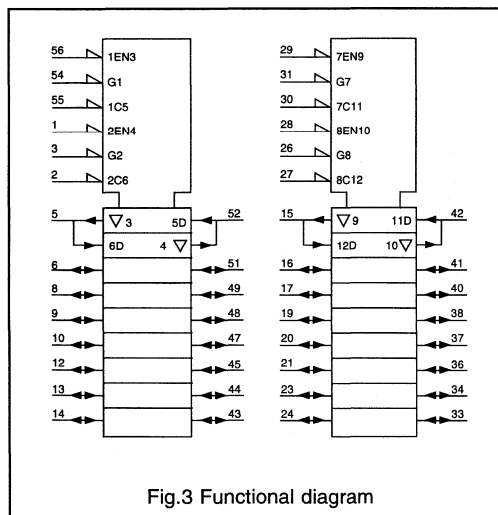 56 1EN3 29 7EN9
54 G1 31 G7
55 1C5 30 7C11
1 2EN4 28 8EN10
3 G2 26 G8
2 2C6 27 8C12
5 ▽ 3 5D 52 15 ▽ 9 11D 42
6D 4 ▽ 12D 10 ▽
6 51 16 41
8 49 17 40
9 48 19 38
10 47 20 37
12 45 21 36
13 44 23 34
14 43 24 33
Fig.3 Functional diagram